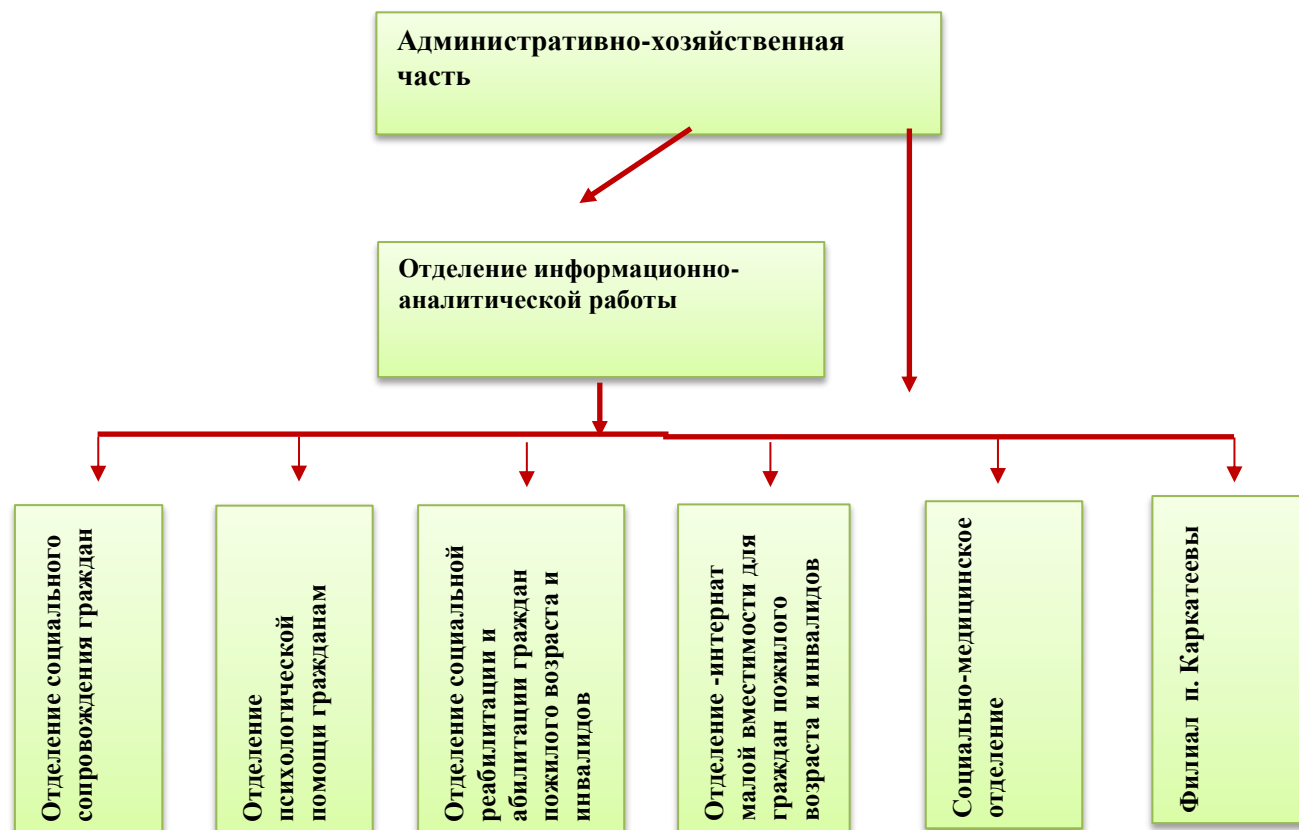 Административно-хозяйственная
часть
Отделение информационно-
аналитической работы
Отделение социального
сопровождения граждан
Отделение
психологической
помощи гражданам
Отделение социальной
реабилитации и
абилитации граждан
пожилого возраста и
инвалидов
Отделение -интернат
малой вместимости для
граждан пожилого
возраста и инвалидов
Социально-медицинское
отделение
Филиал п. Каркатеевы